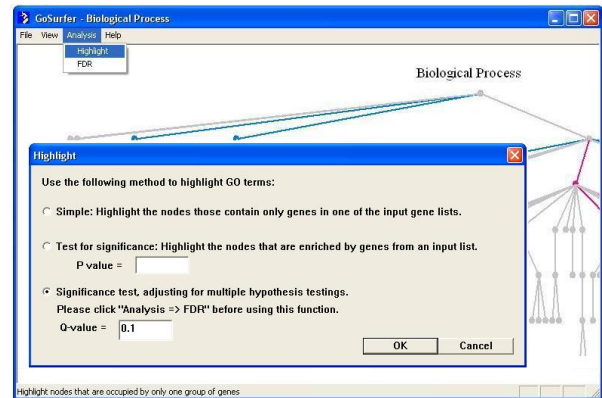 GoSurfer - Biological Process
File View Analysis Help
Highlight
FDR
Biological Process
Highlight
Use the following method to highlight GO terms:
Simple: Highlight the nodes those contain only genes in one of the input gene lists.
Test for significance: Highlight the nodes that are enriched by genes from an input list.
P value =
Significance test, adjusting for multiple hypothesis testings.
Please click "Analysis => FDR" before using this function.
Q-value = 0.1
OK Cancel
Highlight nodes that are occupied by only one group of genes